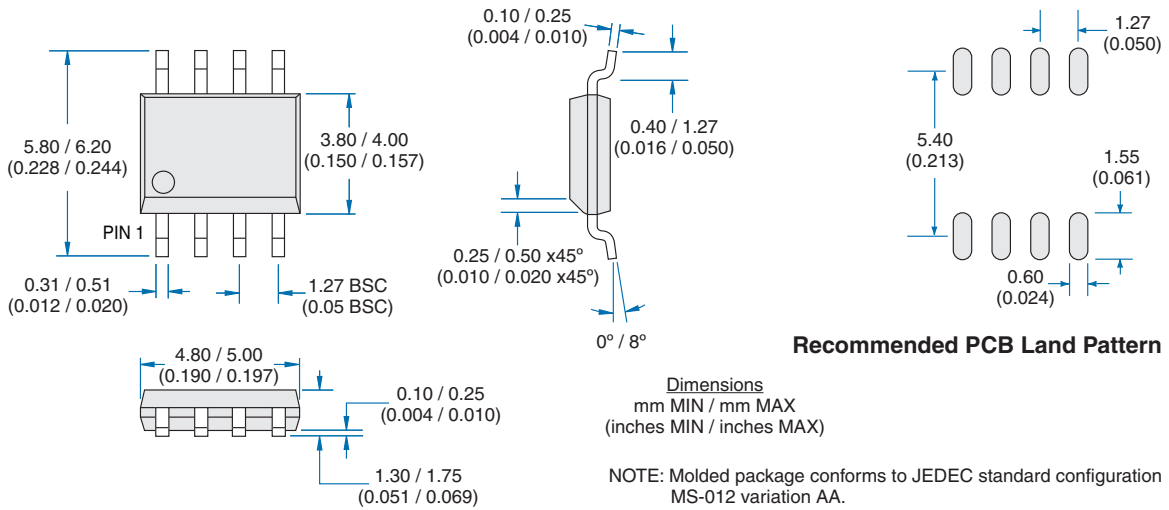 0.10 / 0.25
(0.004 / 0.010)
1.27
(0.050)
5.80 / 6.20
(0.228 / 0.244)
3.80 / 4.00
(0.150 / 0.157)
0.40 / 1.27
(0.016 / 0.050)
5.40
(0.213)
1.55
(0.061)
PIN 1
0.31 / 0.51
(0.012 / 0.020)
1.27 BSC
(0.05 BSC)
0.25 / 0.50 x45º
(0.010 / 0.020 x45º)
0.60
(0.024)
0º / 8º
Recommended PCB Land Pattern
4.80 / 5.00
(0.190 / 0.197)
0.10 / 0.25
(0.004 / 0.010)
1.30 / 1.75
(0.051 / 0.069)
Dimensions
mm MIN / mm MAX
(inches MIN / inches MAX)
NOTE: Molded package conforms to JEDEC standard configuration
MS-012 variation AA.